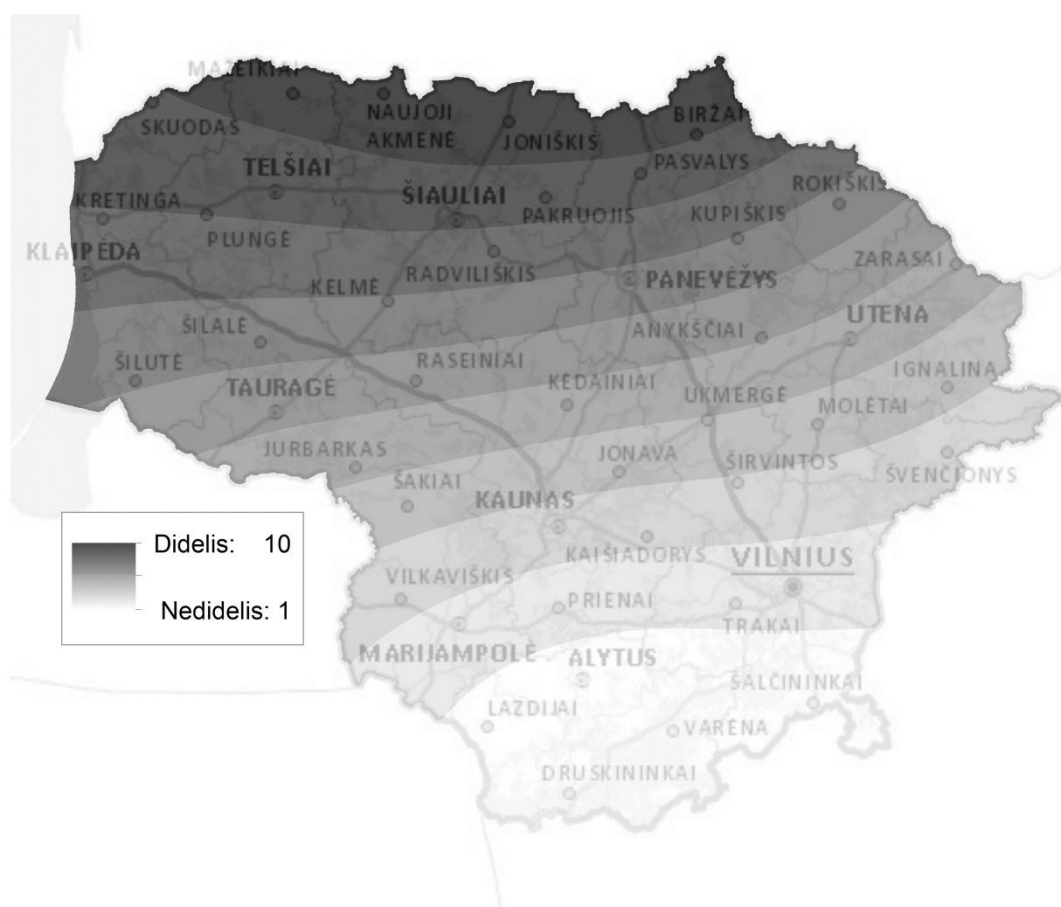 MAŽEIKIAI
SKUODAS
NAUJOJI
AKMENĖ
JONIŠKIS
BIRŽAI
TELŠIAI
PASVALYS
KRETINGA
ŠIAULIAI
PAKRUOJIS
ROKIŠKIS
PLUNGĖ
KUPIŠKIS
KLAIPĖDA
RADVILIŠKIS
ZARASAI
KELMĖ
PANEVĖŽYS
ŠILALĖ
ANYKŠČIAI
UTENA
ŠILUTĖ
RASEINIAI
IGNALINA
TAURAGĖ
KĖDAINIAI
UKMERGĖ
MOLĖTAI
JURBARKAS
JONAVA
ŠIRVINTOS
ŠVENČIONYS
ŠAKIAI
KAUNAS
KAIŠIADORYS
VILNIUS
Didelis: 10
Nedidelis: 1
VILKAVIŠKIS
PRIENAI
TRAKAI
MARIJAMPOLĖ
ALYTUS
ŠALČININKAI
LAZDIJAI
VARĖNA
DRUSKININKAI